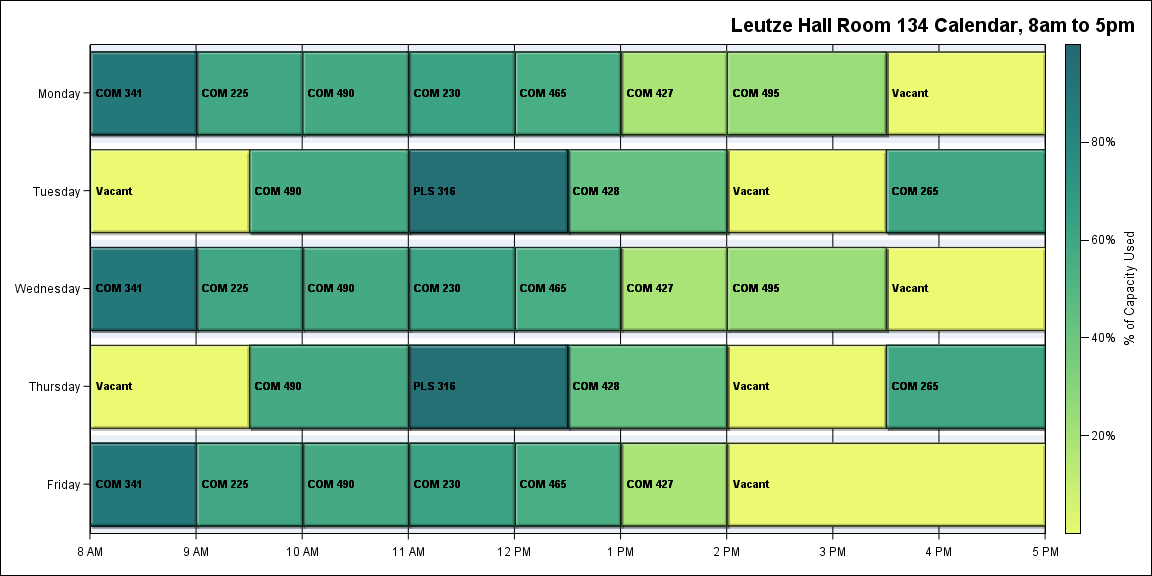 Leutze Hall Room 134 Calendar, 8am to 5pm
Monday
COM 341
COM 225
COM 490
COM 230
COM 465
COM 427
COM 495
Vacant
Tuesday
Vacant
COM 490
PLS 316
COM 428
Vacant
COM 265
Wednesday
COM 341
COM 225
COM 490
COM 230
COM 465
COM 427
COM 495
Vacant
Thursday
Vacant
COM 490
PLS 316
COM 428
Vacant
COM 265
Friday
COM 341
COM 225
COM 490
COM 230
COM 465
COM 427
Vacant
8 AM
9 AM
10 AM
11 AM
12 PM
1 PM
2 PM
3 PM
4 PM
5 PM
80%
60%
40%
20%
% of Capacity Used